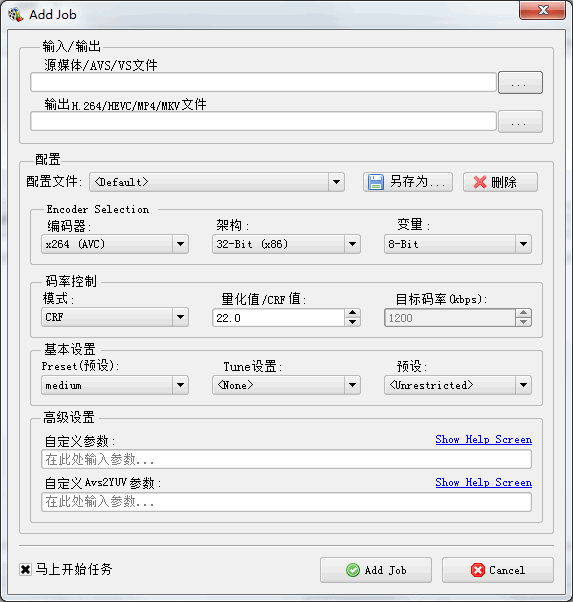 Add Job
输入/输出
源媒体/AVS/VS文件
...
输出H.264/HEVC/MP4/MKV文件
...
配置
配置文件: <Default> 另存为... 删除
Encoder Selection
编码器: 架构: 变量:
x264 (AVC) 32-Bit (x86) 8-Bit
码率控制
模式: 量化值/CRF值: 目标码率(kbps):
CRF 22.0 1200
基本设置
Preset(预设): Tune设置: 预设:
medium <None> <Unrestricted>
高级设置
自定义参数: Show Help Screen
在此处输入参数...
自定义Avs2YUV参数: Show Help Screen
在此处输入参数...
马上开始任务 Add Job Cancel